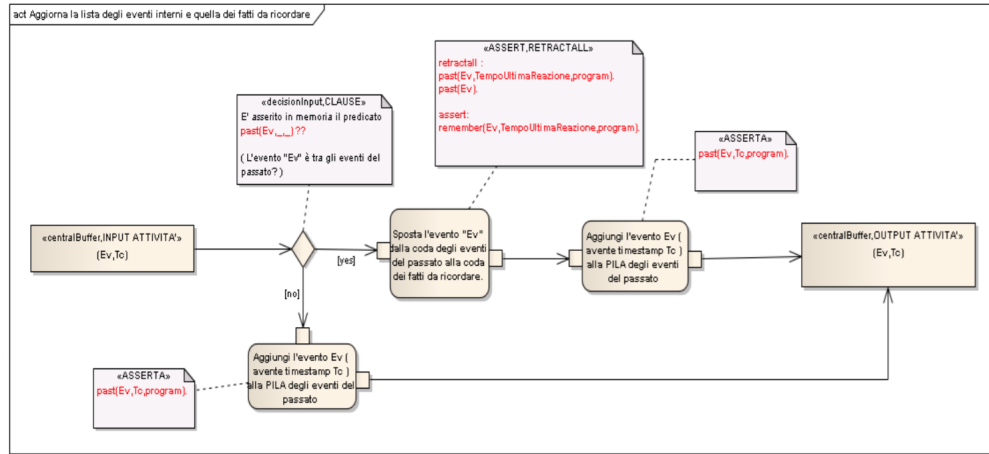 act Aggiorna la lista degli eventi interni e quella dei fatti da ricordare
«ASSERT,RETRACTALL»
retractall :
past(Ev,TempoUltimaReazione,program).
past(Ev).
assert:
remember(Ev,TempoUltimaReazione,program).
«decisionInput,CLAUSE»
E' asserito in memoria il predicato
past(Ev,_,_)??
( L'evento "Ev" è tra gli eventi del
passato? )
«ASSERTA»
past(Ev,Tc,program).
«centralBuffer,INPUT ATTIVITA'»
(Ev,Tc)
[yes]
Sposta l'evento "Ev"
dalla coda degli eventi
del passato alla coda
dei fatti da ricordare.
Aggiungi l'evento Ev (
avente timestamp Tc )
alla PILA degli eventi
del passato
«centralBuffer,OUTPUT ATTIVITA'»
(Ev,Tc)
[no]
Aggiungi l'evento Ev (
avente timestamp Tc )
alla PILA degli eventi del
passato
«ASSERTA»
past(Ev,Tc,program).